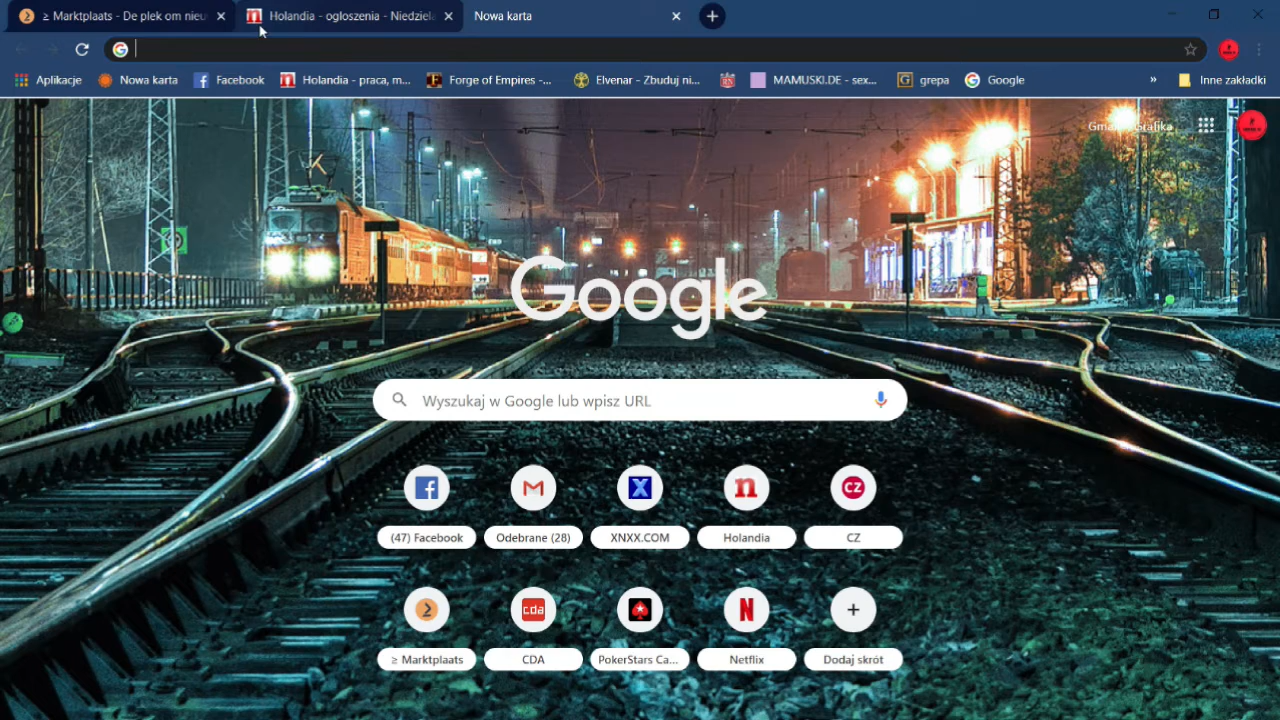 ≥ Marktplaats - De plek om nieu
Holandia - ogloszenia - Niedziela
Nowa karta
Aplikacje
Nowa karta
Facebook
Holandia - praca, m...
Forge of Empires -...
Elvenar - Zbuduj ni...
MAMUSKI.DE - sex...
G grepa
Google
»
Inne zakładki
Gmail Grafika
Google
Wyszukaj w Google lub wpisz URL
(47) Facebook
Odebrane (28)
XNXX.COM
Holandia
CZ
CZ
cda
≥ Marktplaats
CDA
PokerStars Ca...
Netflix
Dodaj skrót